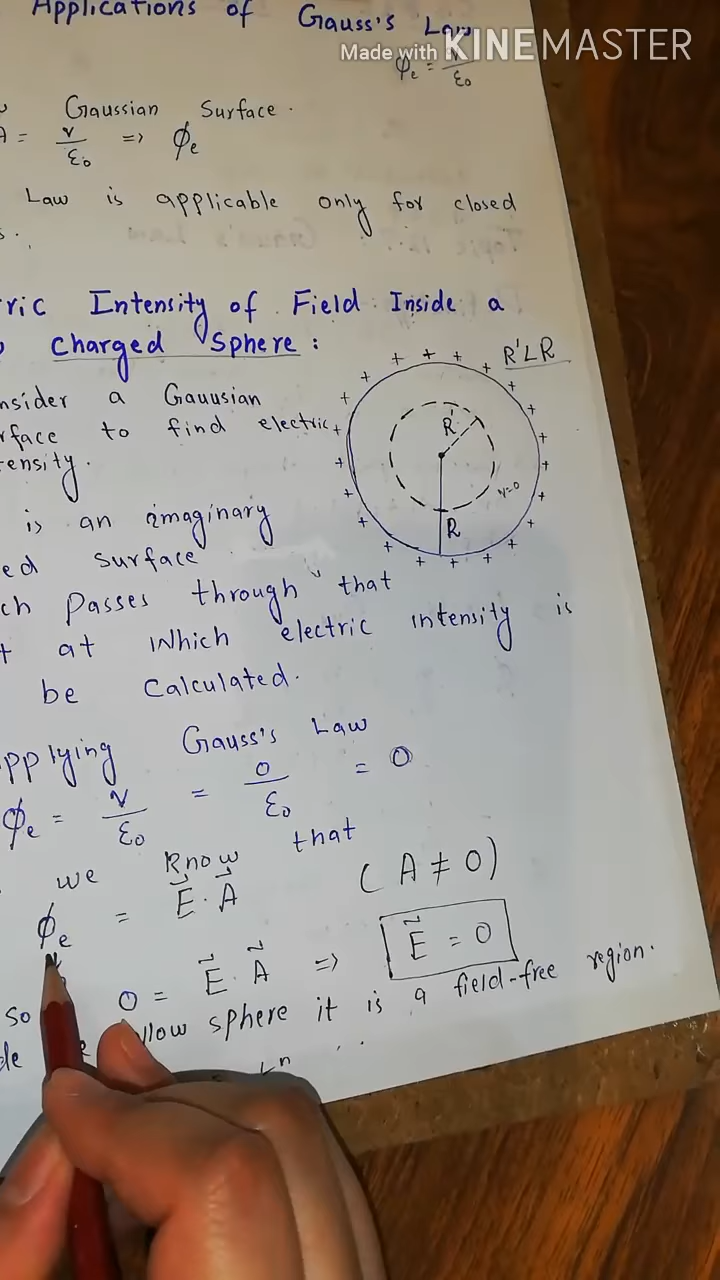 Applications of Gauss's Law
Made with KINEMASTER
ϕe = q/ε0
Gaussian Surface.
A = q/ε0 => ϕe
Law is applicable only for closed
s.
ric Intensity of Field Inside a
o Charged Sphere:
R'<R
nsider a Gauusian
rface to find electric
tensity.
R'
q=0
R
is an imaginary
ed surface
ch passes through that
t at which electric intensity is
be Calculated.
pplying Gauss's Law
ϕe = q/ε0 = 0/ε0 = 0
we know that
ϕe = E⃗ . A⃗ (A ≠ 0)
so 0 = E⃗ . A⃗ => E⃗ = 0
de llow sphere it is a field-free region.